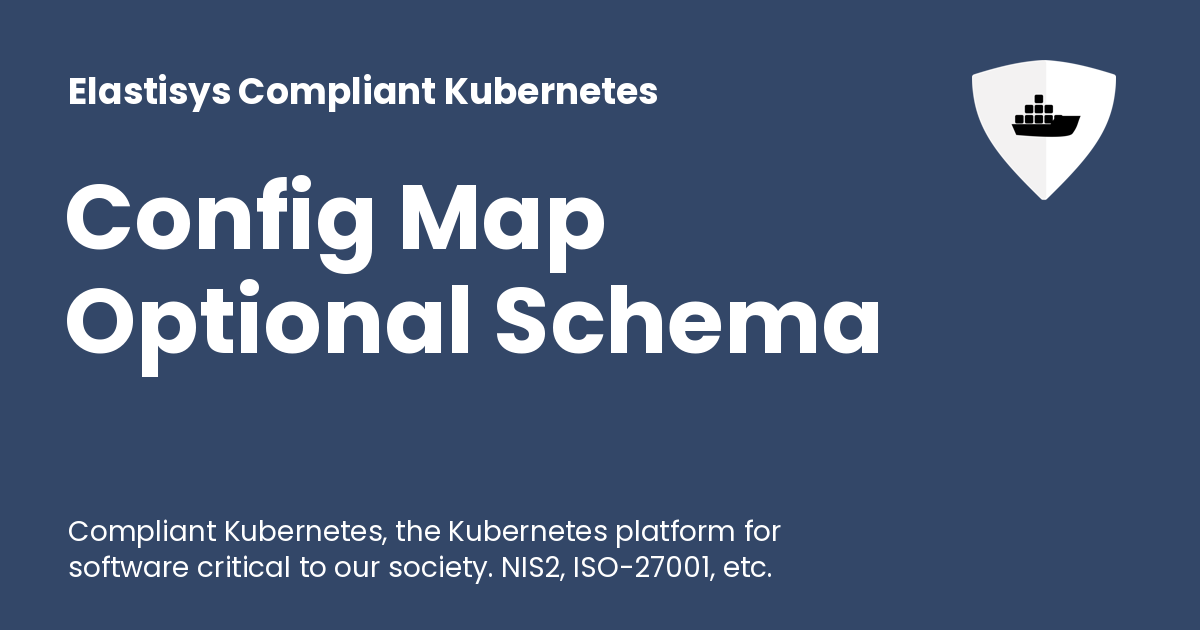 Elastisys Compliant Kubernetes
Config Map
Optional Schema
Compliant Kubernetes, the Kubernetes platform for
software critical to our society. NIS2, ISO-27001, etc.